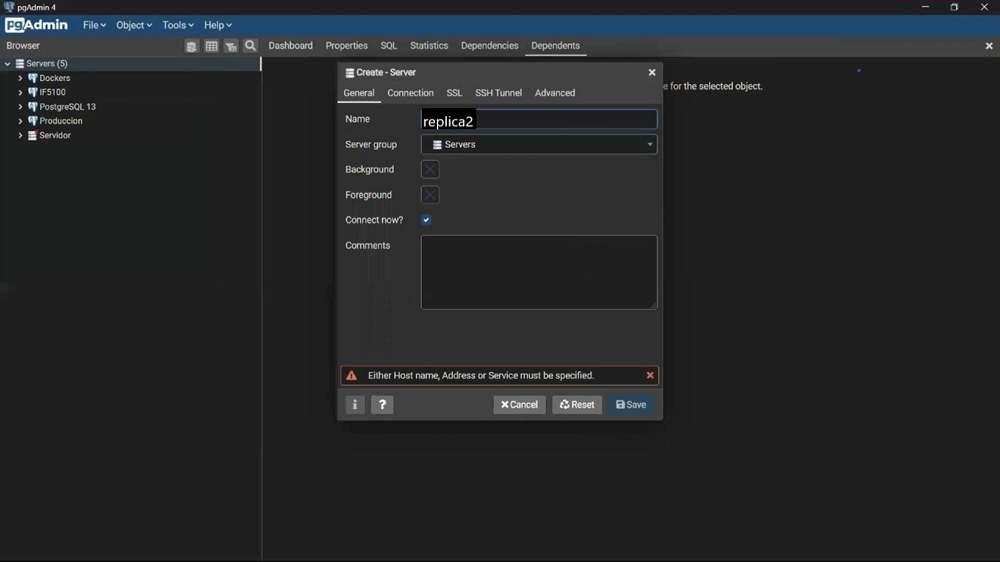 pgAdmin 4
pgAdmin File Object Tools Help
Browser
Dashboard Properties SQL Statistics Dependencies Dependents
Servers (5)
Dockers
IF5100
PostgreSQL 13
Produccion
Servidor
e for the selected object.
Create - Server
General Connection SSL SSH Tunnel Advanced
Name replica2
Server group Servers
Background
Foreground
Connect now?
Comments
Either Host name, Address or Service must be specified.
i ? Cancel Reset Save